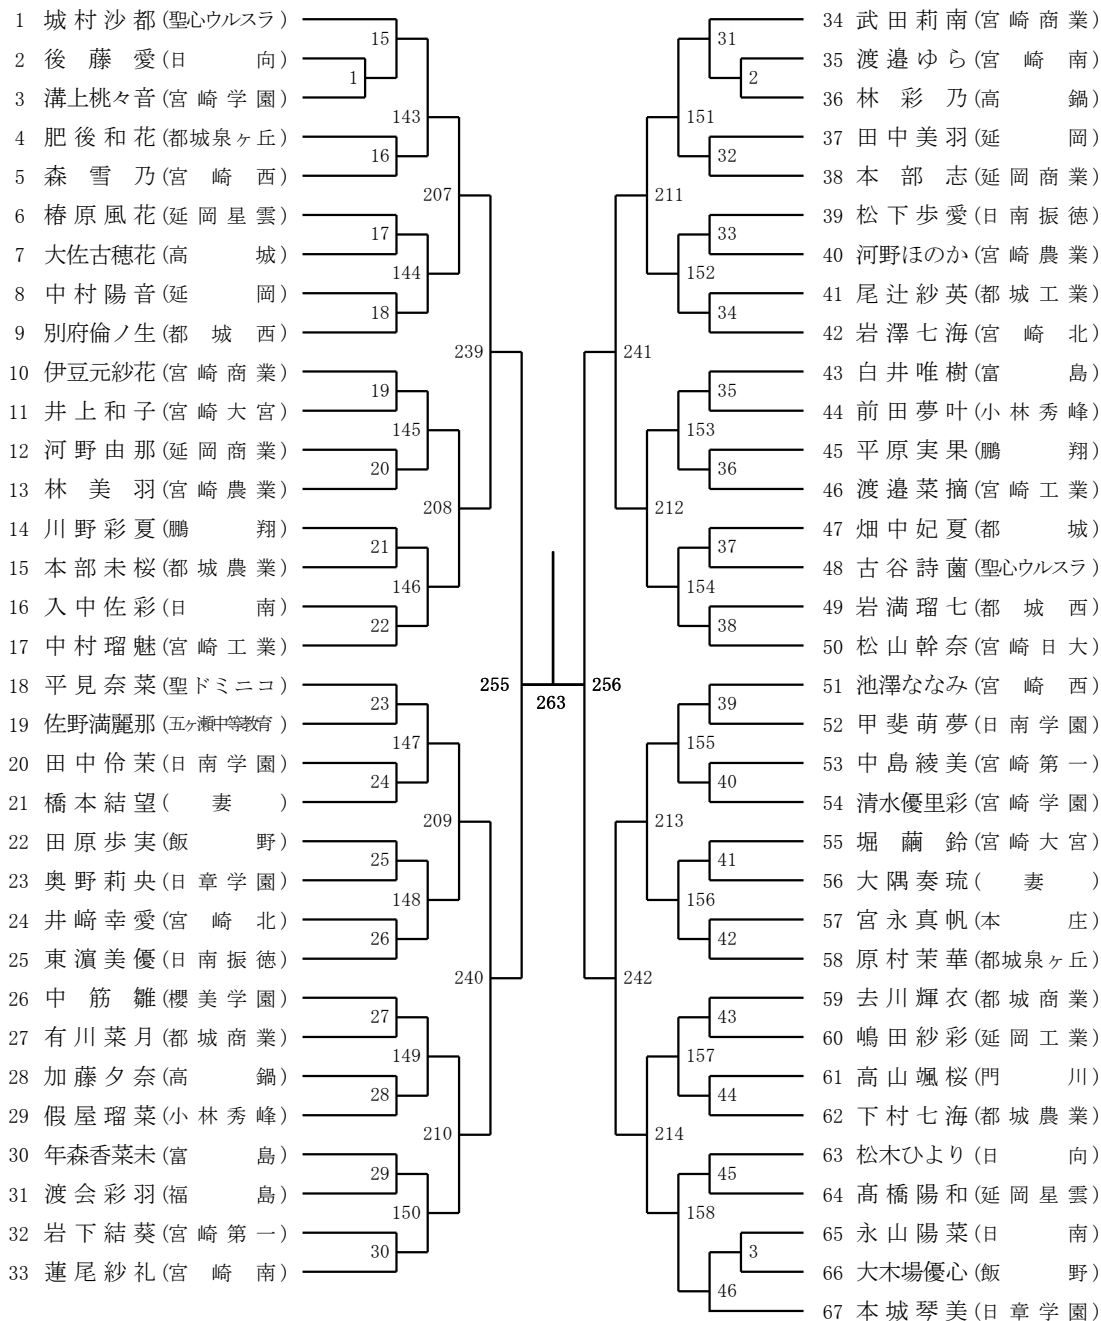 1 城村沙都(聖心ウルスラ)
2 後藤愛(日向)
3 溝上桃々音(宮崎学園)
4 肥後和花(都城泉ヶ丘)
5 森雪乃(宮崎西)
6 椿原風花(延岡星雲)
7 大佐古穂花(高城)
8 中村陽音(延岡)
9 別府倫ノ生(都城西)
10 伊豆元紗花(宮崎商業)
11 井上和子(宮崎大宮)
12 河野由那(延岡商業)
13 林美羽(宮崎農業)
14 川野彩夏(鵬翔)
15 本部未桜(都城農業)
16 入中佐彩(日南)
17 中村瑠魅(宮崎工業)
18 平見奈菜(聖ドミニコ)
19 佐野満麗那(五ヶ瀬中等教育)
20 田中伶茉(日南学園)
21 橋本結望(妻)
22 田原歩実(飯野)
23 奥野莉央(日章学園)
24 井﨑幸愛(宮崎北)
25 東濵美優(日南振徳)
26 中筋雛(櫻美学園)
27 有川菜月(都城商業)
28 加藤夕奈(高鍋)
29 假屋瑠菜(小林秀峰)
30 年森香菜未(富島)
31 渡会彩羽(福島)
32 岩下結葵(宮崎第一)
33 蓮尾紗礼(宮崎南)
15
1
143
16
207
17
144
18
239
19
145
20
208
21
146
22
255
23
147
24
209
25
148
26
240
27
149
28
210
29
150
30
263
256
31
2
151
32
211
33
152
34
241
35
153
36
212
37
154
38
39
155
40
213
41
156
42
242
43
157
44
214
45
158
3
46
34 武田莉南(宮崎商業)
35 渡邉ゆら(宮崎南)
36 林彩乃(高鍋)
37 田中美羽(延岡)
38 本部志(延岡商業)
39 松下歩愛(日南振徳)
40 河野ほのか(宮崎農業)
41 尾辻紗英(都城工業)
42 岩澤七海(宮崎北)
43 白井唯樹(富島)
44 前田夢叶(小林秀峰)
45 平原実果(鵬翔)
46 渡邉菜摘(宮崎工業)
47 畑中妃夏(都城)
48 古谷詩薗(聖心ウルスラ)
49 岩満瑠七(都城西)
50 松山幹奈(宮崎日大)
51 池澤ななみ(宮崎西)
52 甲斐萌夢(日南学園)
53 中島綾美(宮崎第一)
54 清水優里彩(宮崎学園)
55 堀繭鈴(宮崎大宮)
56 大隅奏琉(妻)
57 宮永真帆(本庄)
58 原村茉華(都城泉ヶ丘)
59 去川輝衣(都城商業)
60 嶋田紗彩(延岡工業)
61 高山颯桜(門川)
62 下村七海(都城農業)
63 松木ひより(日向)
64 髙橋陽和(延岡星雲)
65 永山陽菜(日南)
66 大木場優心(飯野)
67 本城琴美(日章学園)